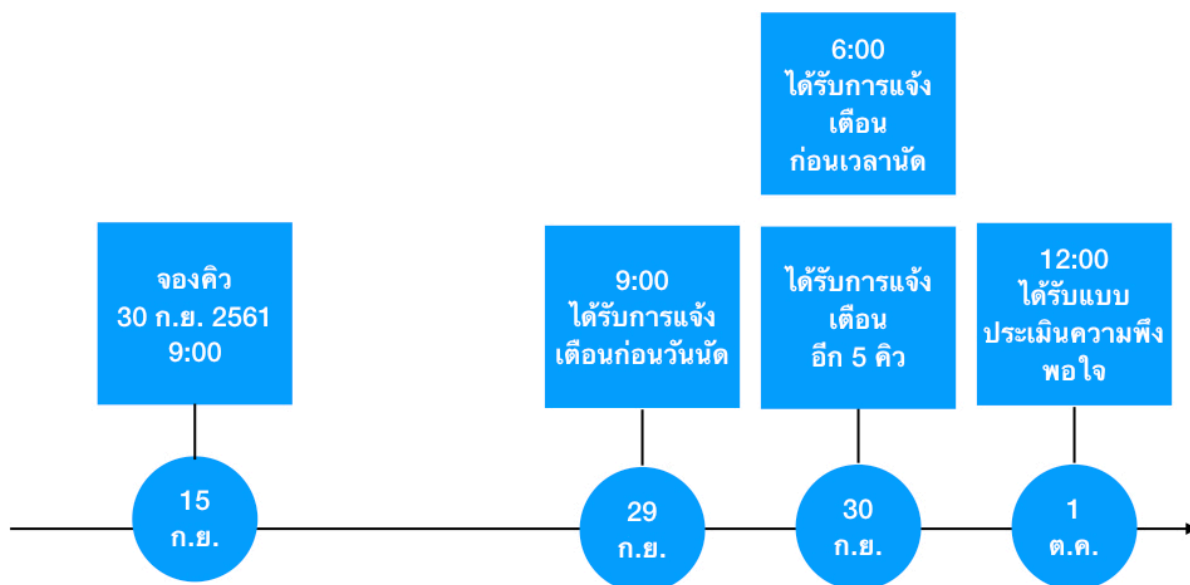 6:00
ได้รับการแจ้ง
เตือน
ก่อนเวลานัด
จองคิว
30 ก.ย. 2561
9:00
9:00
ได้รับการแจ้ง
เตือนก่อนวันนัด
ได้รับการแจ้ง
เตือน
อีก 5 คิว
12:00
ได้รับแบบ
ประเมินความพึง
พอใจ
15
ก.ย.
29
ก.ย.
30
ก.ย.
1
ต.ค.